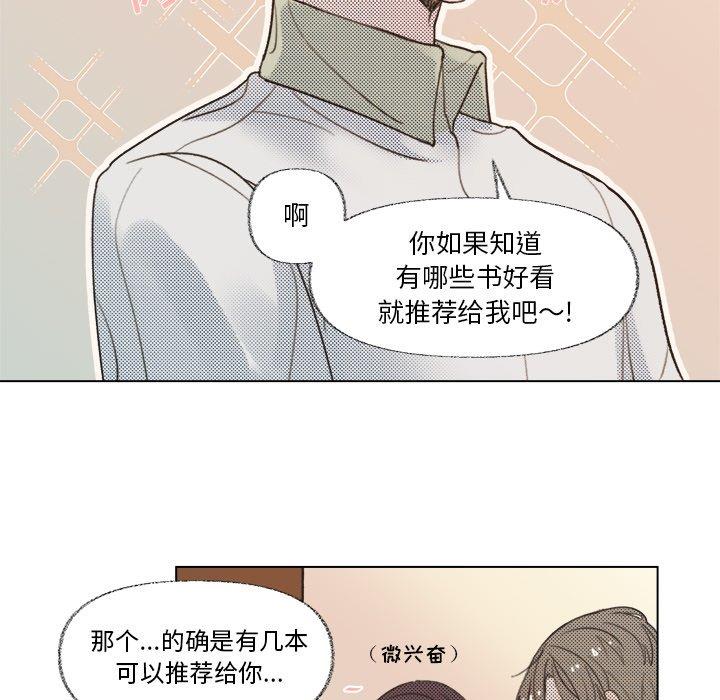 啊
你如果知道
有哪些书好看
就推荐给我吧～!
那个...的确是有几本
可以推荐给你...
（微兴奋）